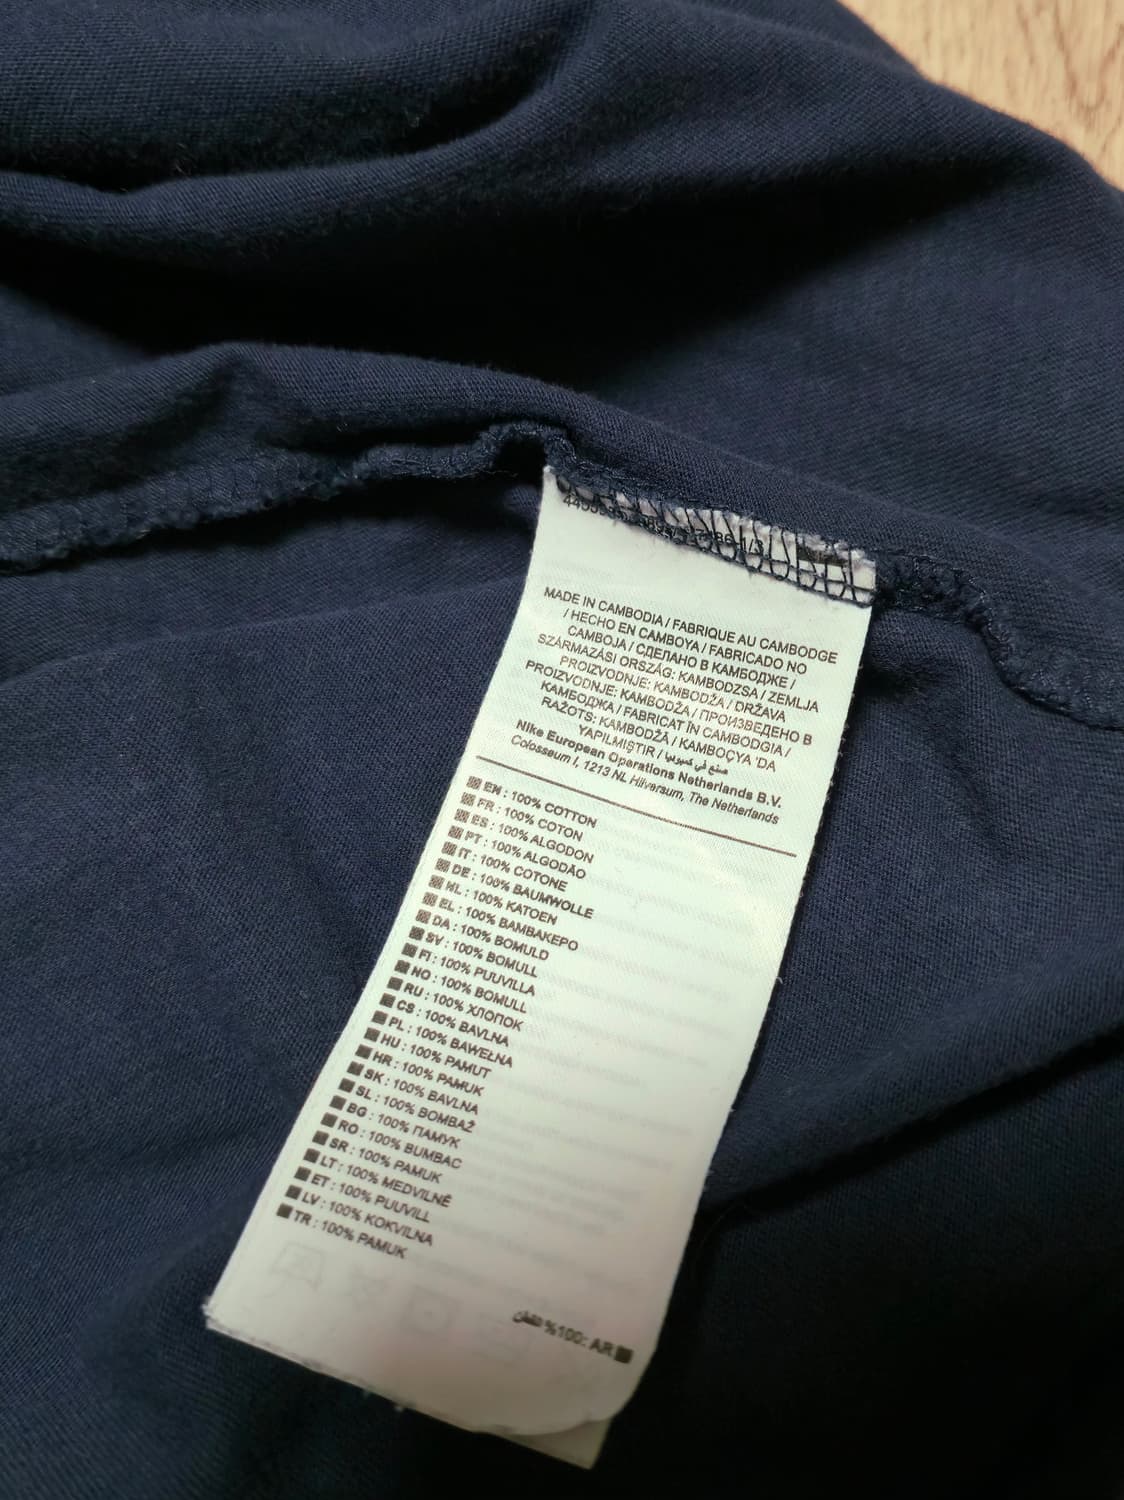 MADE IN CAMBODIA / FABRIQUE AU CAMBODGE
/ HECHO EN CAMBOYA / FABRICADO NO
CAMBOJA / СДЕЛАНО В КАМБОДЖЕ /
SZÁRMAZÁSI ORSZÁG: KAMBODZSA / ZEMLJA
PROIZVODNJE: KAMBODŽA / DRŽAVA
PROIZVODNJE: KAMBODŽA / ПРОИЗВЕДЕНО В
КАМБОДЖА / FABRICAT ÎN CAMBODGIA /
RAŽOTS: KAMBODŽĀ / KAMBOÇYA 'DA
YAPILMIŞTIR / صنع في كمبوديا
Nike European Operations Netherlands B.V.
Colosseum I, 1213 NL Hilversum, The Netherlands
EN : 100% COTTON
FR : 100% COTON
ES : 100% ALGODON
PT : 100% ALGODÃO
IT : 100% COTONE
DE : 100% BAUMWOLLE
NL : 100% KATOEN
EL : 100% ΒΑΜΒΑΚΕΡΟ
DA : 100% BOMULD
SV : 100% BOMULL
FI : 100% PUUVILLA
NO : 100% BOMULL
RU : 100% ХЛОПОК
CS : 100% BAVLNA
PL : 100% BAWEŁNA
HU : 100% PAMUT
HR : 100% PAMUK
SK : 100% BAVLNA
SL : 100% BOMBAŽ
BG : 100% ПАМУК
RO : 100% BUMBAC
SR : 100% PAMUK
LT : 100% MEDVILNĖ
ET : 100% PUUVILL
LV : 100% KOKVILNA
TR : 100% PAMUK
قطن %100: AR